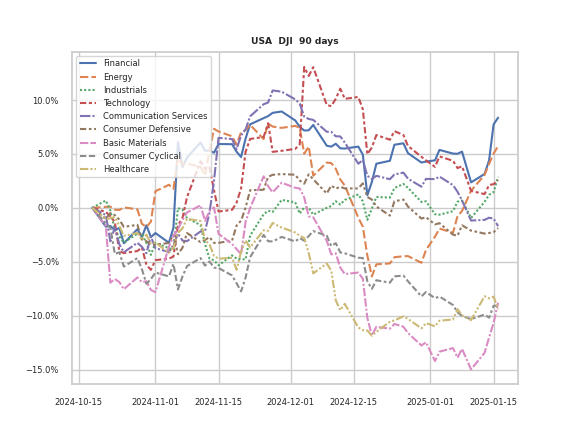 USA DJI 90 days
Financial
Energy
Industrials
Technology
Communication Services
Consumer Defensive
Basic Materials
Consumer Cyclical
Healthcare
10.0%
5.0%
0.0%
−5.0%
−10.0%
−15.0%
2024-10-15 2024-11-01 2024-11-15 2024-12-01 2024-12-15 2025-01-01 2025-01-15